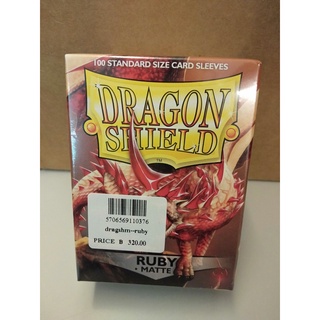 100 STANDARD SIZE CARD SLEEVES
DRAGON
SHIELD
5706569110376
dragshm-ruby
PRICE B 320.00
RUBY
• MATTE